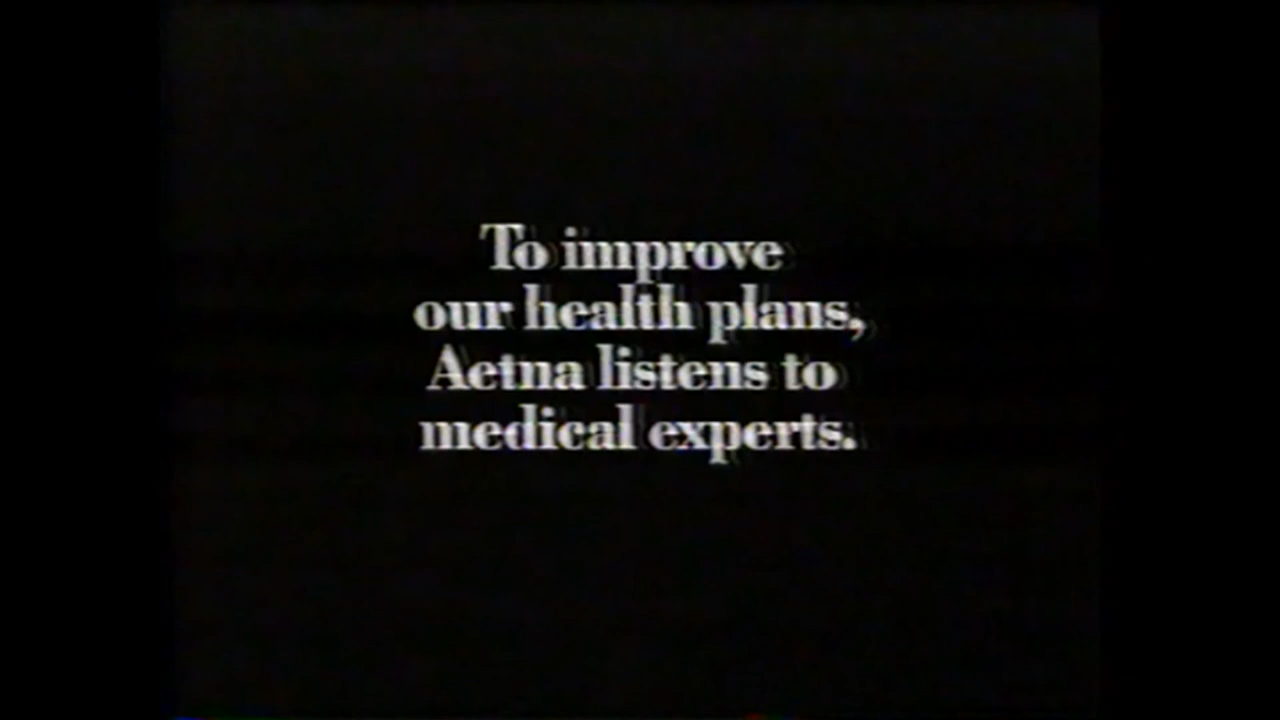 To improve
our health plans,
Aetna listens to
medical experts.